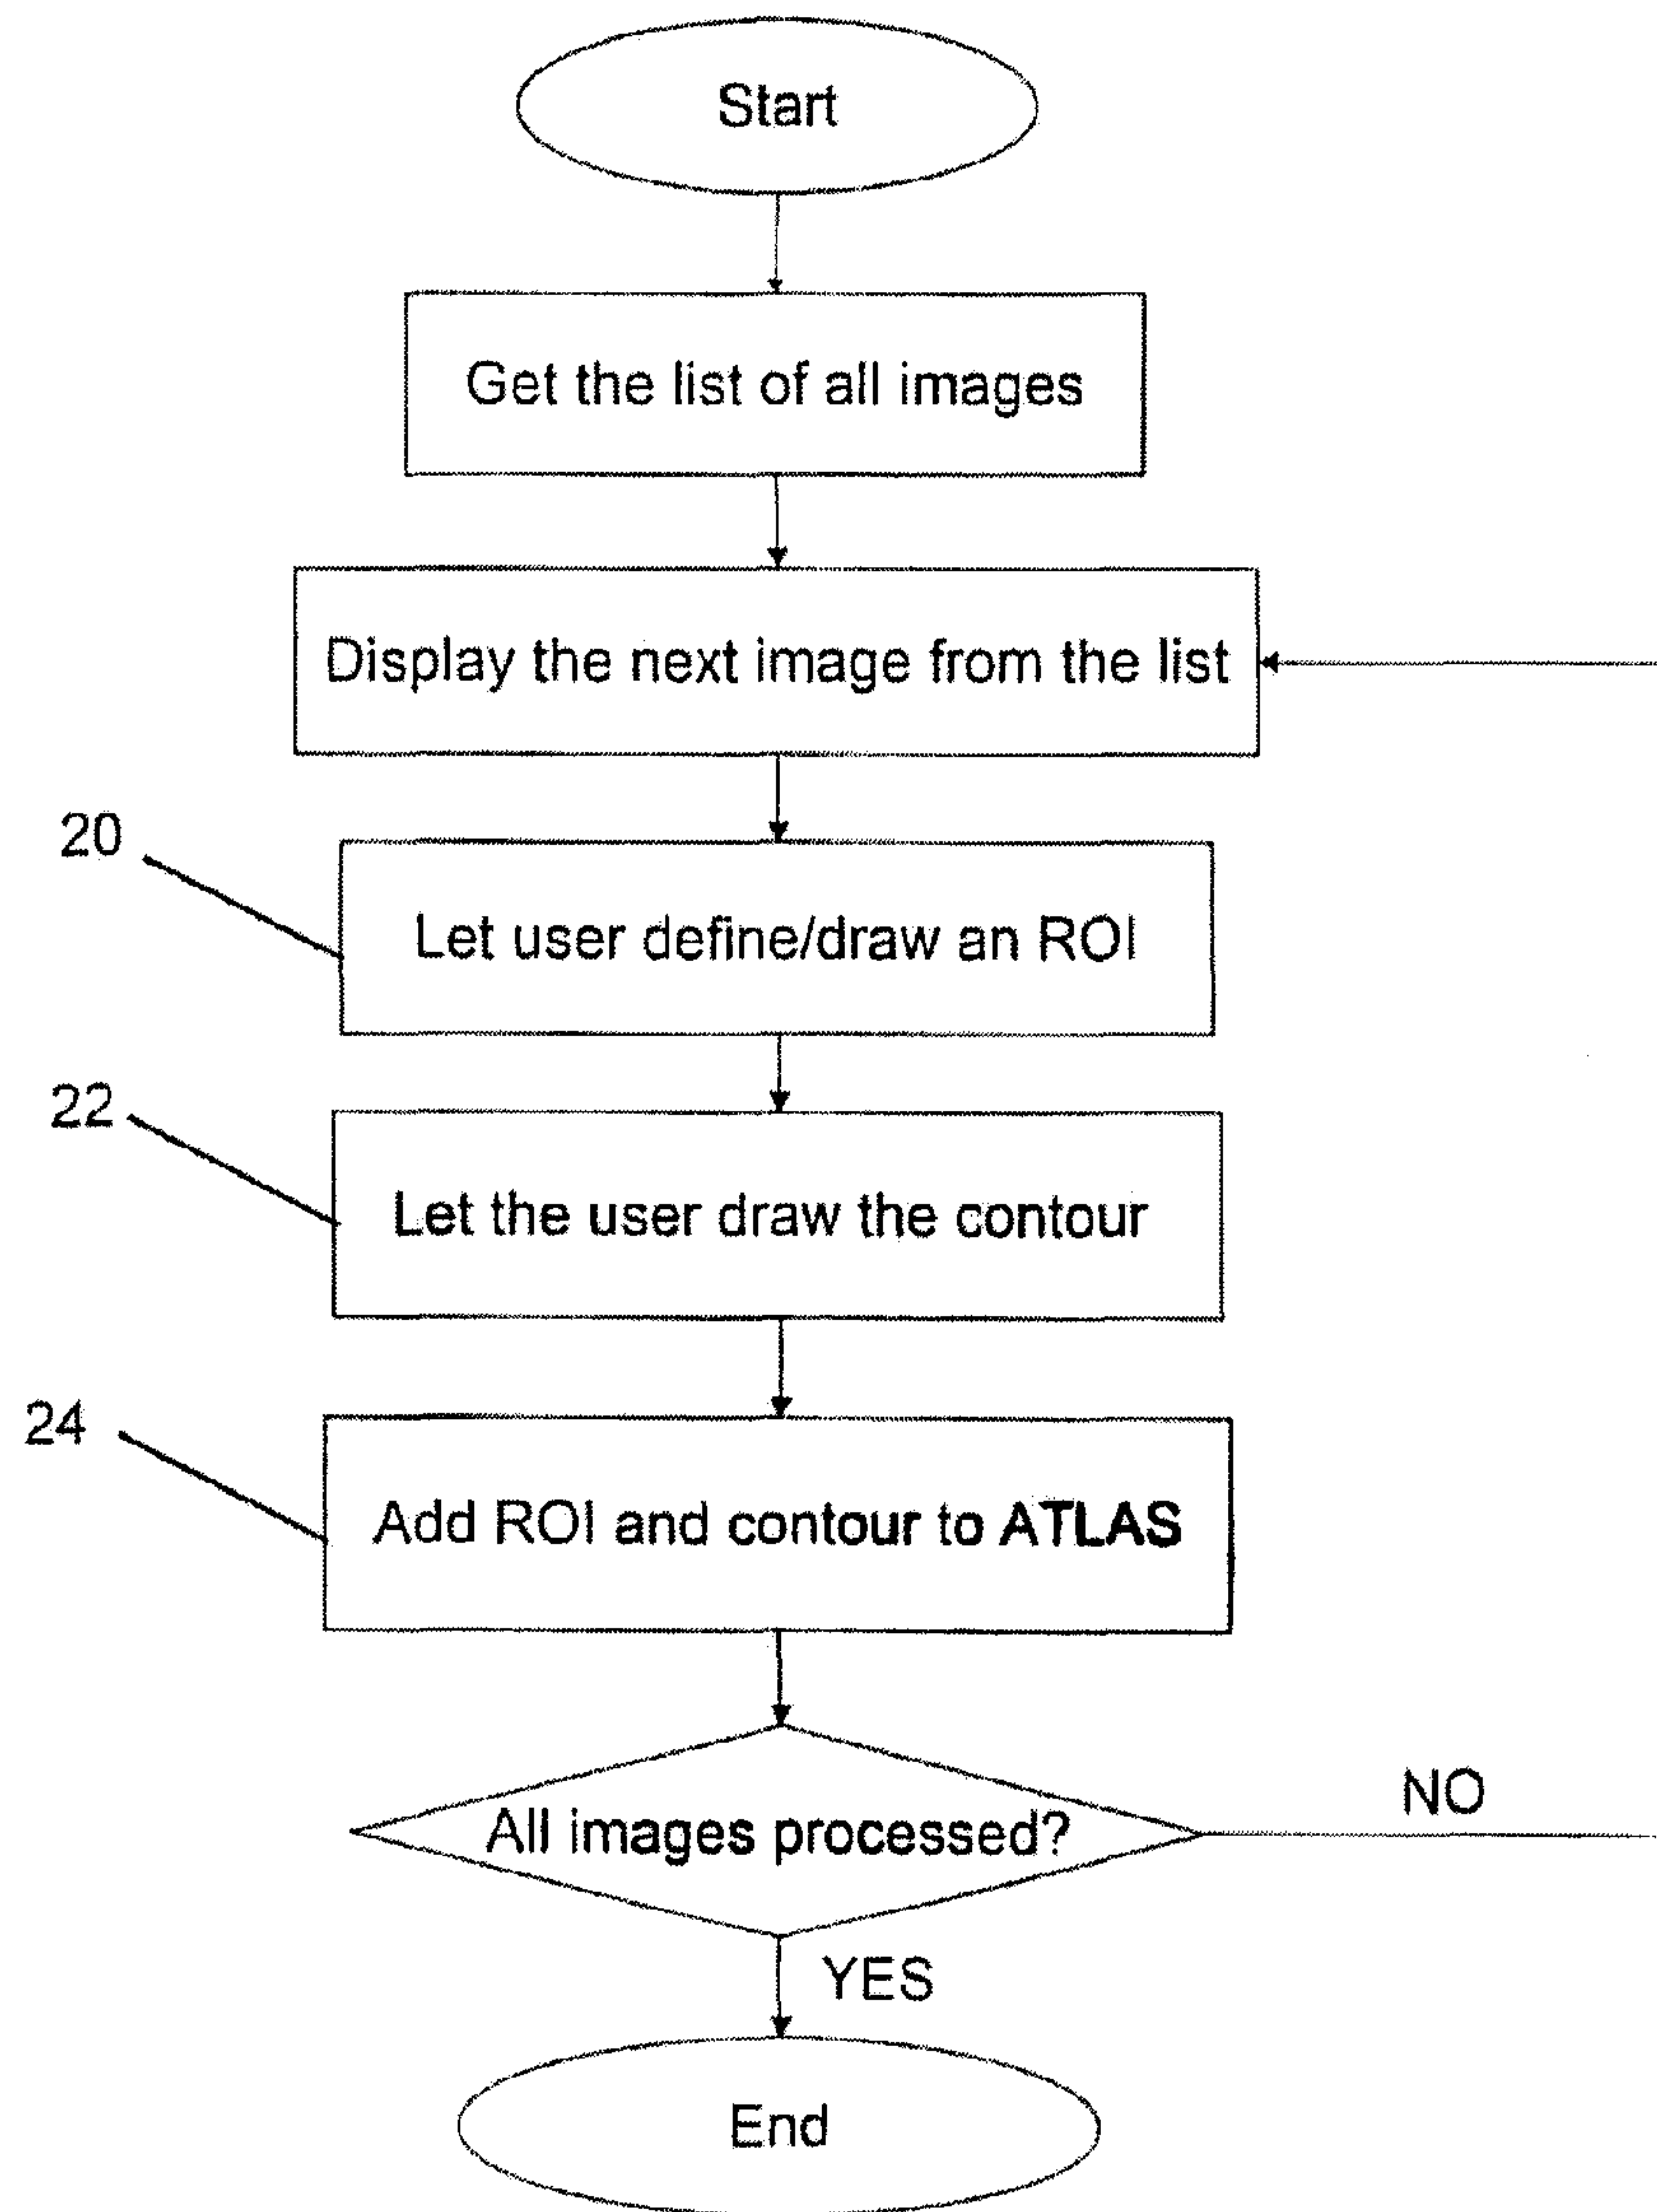 Start
Get the list of all images
Display the next image from the list
20
Let user define/draw an ROI
22
Let the user draw the contour
24
Add ROI and contour to ATLAS
All images processed?
NO
YES
End